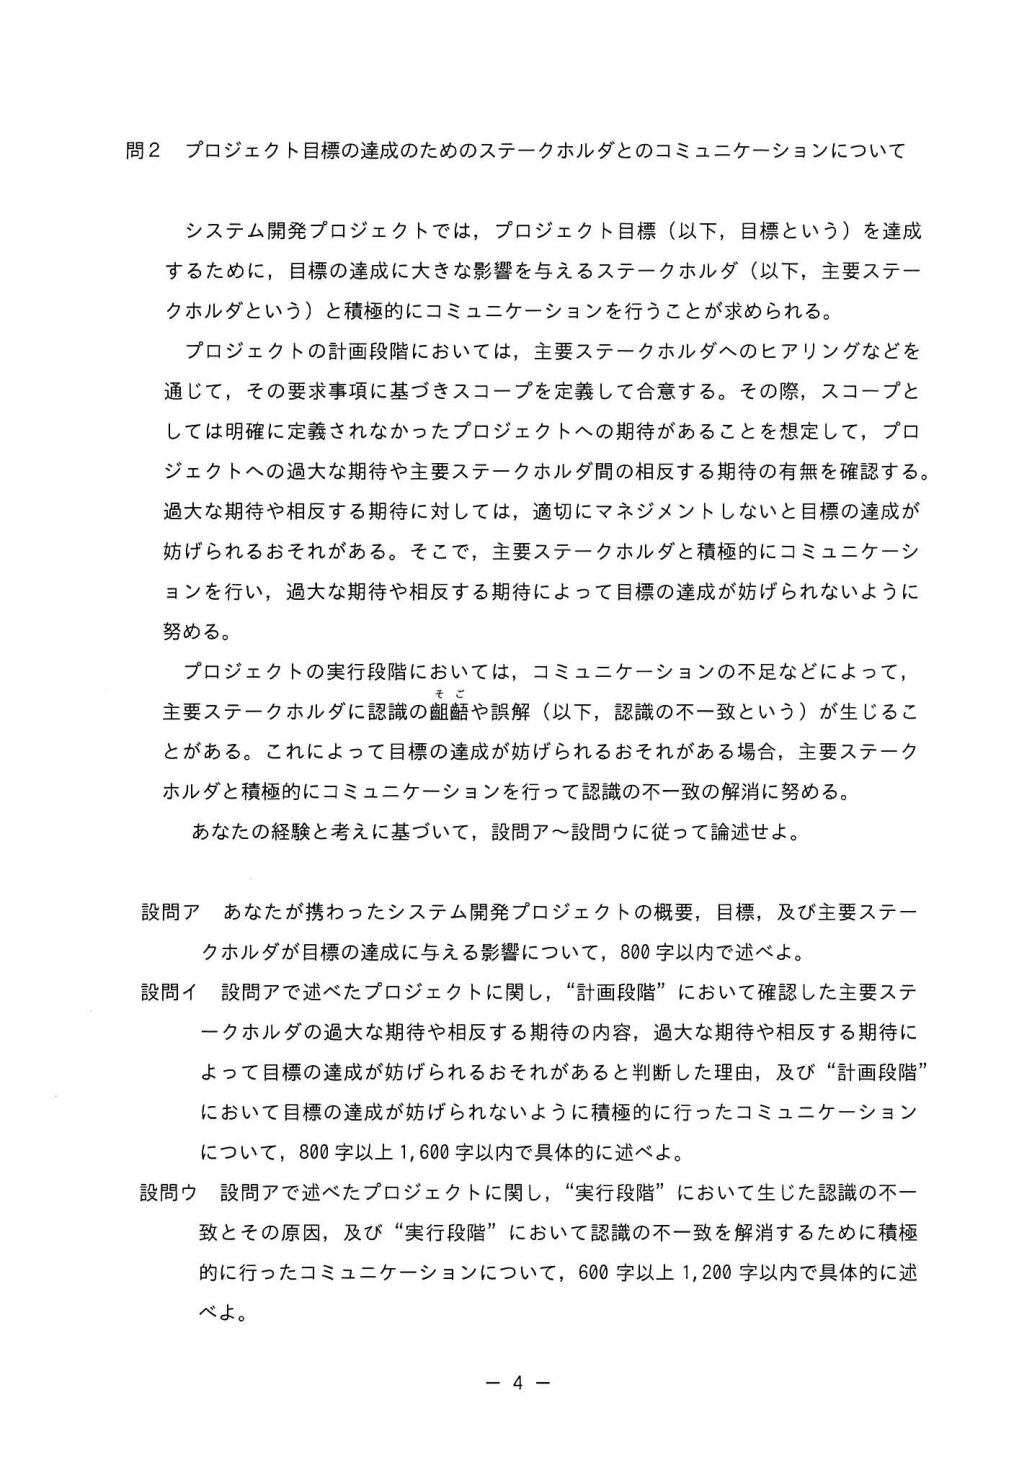 問2 プロジェクト目標の達成のためのステークホルダとのコミュニケーションについて
システム開発プロジェクトでは，プロジェクト目標（以下，目標という）を達成
するために，目標の達成に大きな影響を与えるステークホルダ（以下，主要ステー
クホルダという）と積極的にコミュニケーションを行うことが求められる。
プロジェクトの計画段階においては，主要ステークホルダへのヒアリングなどを
通じて，その要求事項に基づきスコープを定義して合意する。その際，スコープと
しては明確に定義されなかったプロジェクトへの期待があることを想定して，プロ
ジェクトへの過大な期待や主要ステークホルダ間の相反する期待の有無を確認する。
過大な期待や相反する期待に対しては，適切にマネジメントしないと目標の達成が
妨げられるおそれがある。そこで，主要ステークホルダと積極的にコミュニケーシ
ョンを行い，過大な期待や相反する期待によって目標の達成が妨げられないように
努める。
プロジェクトの実行段階においては，コミュニケーションの不足などによって，
そご
主要ステークホルダに認識の齟齬や誤解（以下，認識の不一致という）が生じるこ
とがある。これによって目標の達成が妨げられるおそれがある場合，主要ステーク
ホルダと積極的にコミュニケーションを行って認識の不一致の解消に努める。
あなたの経験と考えに基づいて，設問ア～設問ウに従って論述せよ。
設問ア あなたが携わったシステム開発プロジェクトの概要，目標，及び主要ステー
クホルダが目標の達成に与える影響について，800字以内で述べよ。
設問イ 設問アで述べたプロジェクトに関し，“計画段階”において確認した主要ステ
ークホルダの過大な期待や相反する期待の内容，過大な期待や相反する期待に
よって目標の達成が妨げられるおそれがあると判断した理由，及び“計画段階”
において目標の達成が妨げられないように積極的に行ったコミュニケーション
について，800字以上1,600字以内で具体的に述べよ。
設問ウ 設問アで述べたプロジェクトに関し，“実行段階”において生じた認識の不一
致とその原因，及び“実行段階”において認識の不一致を解消するために積極
的に行ったコミュニケーションについて，600字以上1,200字以内で具体的に述
べよ。
－ 4 －